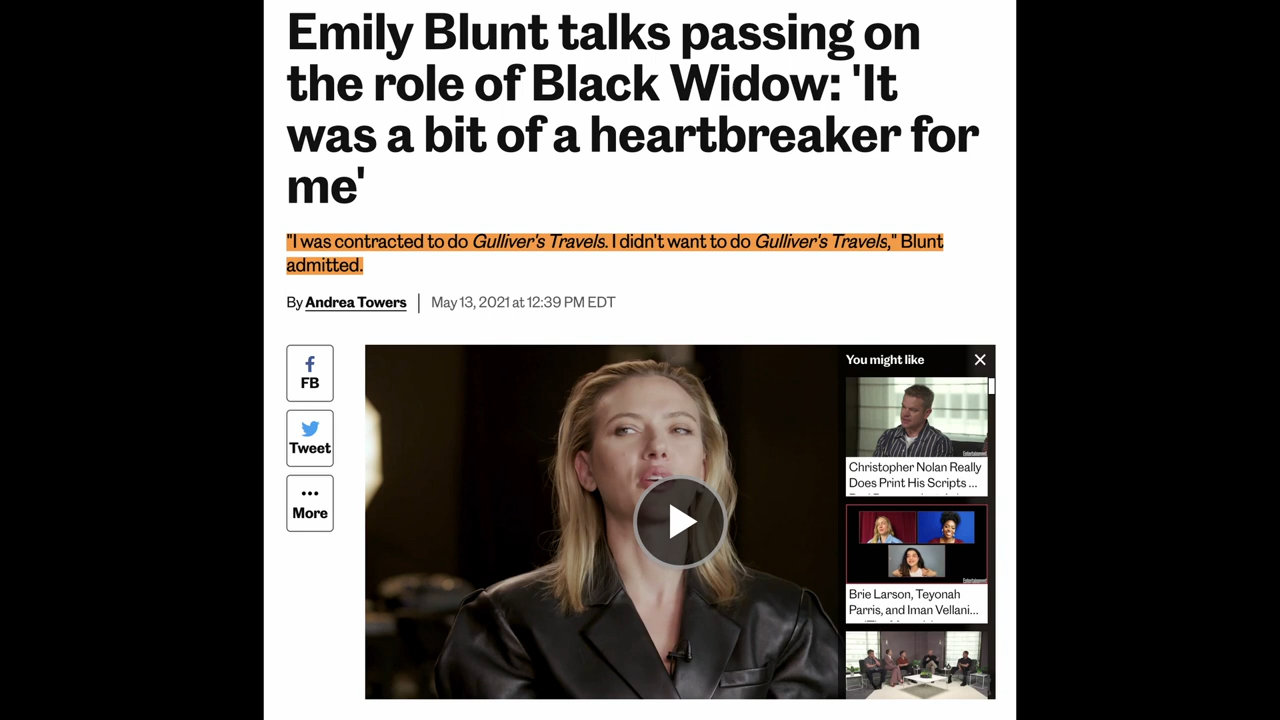 Emily Blunt talks passing on
the role of Black Widow: 'It
was a bit of a heartbreaker for
me'
"I was contracted to do Gulliver's Travels. I didn't want to do Gulliver's Travels," Blunt
admitted.
By Andrea Towers | May 13, 2021 at 12:39 PM EDT
FB
Tweet
More
You might like
Entertainment
Christopher Nolan Really
Does Print His Scripts ...
Entertainment
Brie Larson, Teyonah
Parris, and Iman Vellani...